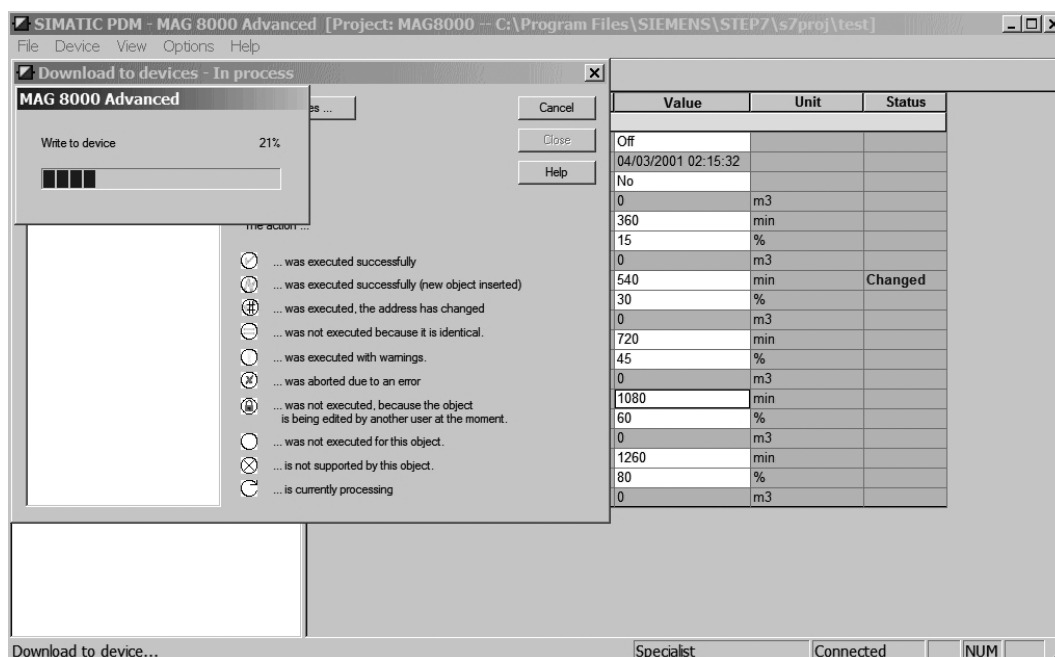 SIMATIC PDM - MAG 8000 Advanced [Project: MAG8000 -- C:\Program Files\SIEMENS\STEP7\s7proj\test]
File Device View Options Help
Download to devices - In process
MAG 8000 Advanced
es ...
Cancel
Write to device 21%
Close
Help
The action ...
... was executed successfully
... was executed successfully (new object inserted)
... was executed, the address has changed
... was not executed because it is identical.
... was executed with warnings.
... was aborted due to an error
... was not executed, because the object
is being edited by another user at the moment.
... was not executed for this object.
... is not supported by this object.
... is currently processing
Value Unit Status
Off
04/03/2001 02:15:32
No
0 m3
360 min
15 %
0 m3
540 min Changed
30 %
0 m3
720 min
45 %
0 m3
1080 min
60 %
0 m3
1260 min
80 %
0 m3
Download to device... Specialist Connected NUM